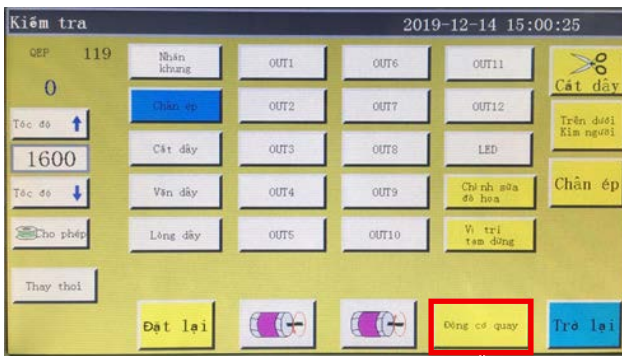 Kiểm tra 2019-12-14 15:00:25
QEP 119
0
Tốc độ
1600
Tốc độ
Cho phép
Thay thoi
Nhấn
khung
Chân ép
Cắt dây
Vấn dây
Lỏng dây
OUT1
OUT2
OUT3
OUT4
OUT5
OUT6
OUT7
OUT8
OUT9
OUT10
OUT11
OUT12
LED
Chỉnh sửa
đồ họa
Vị trí
tạm dừng
Cắt dây
Trên dưới
Chân ép
Đặt lại
Động cơ quay
Trở lại